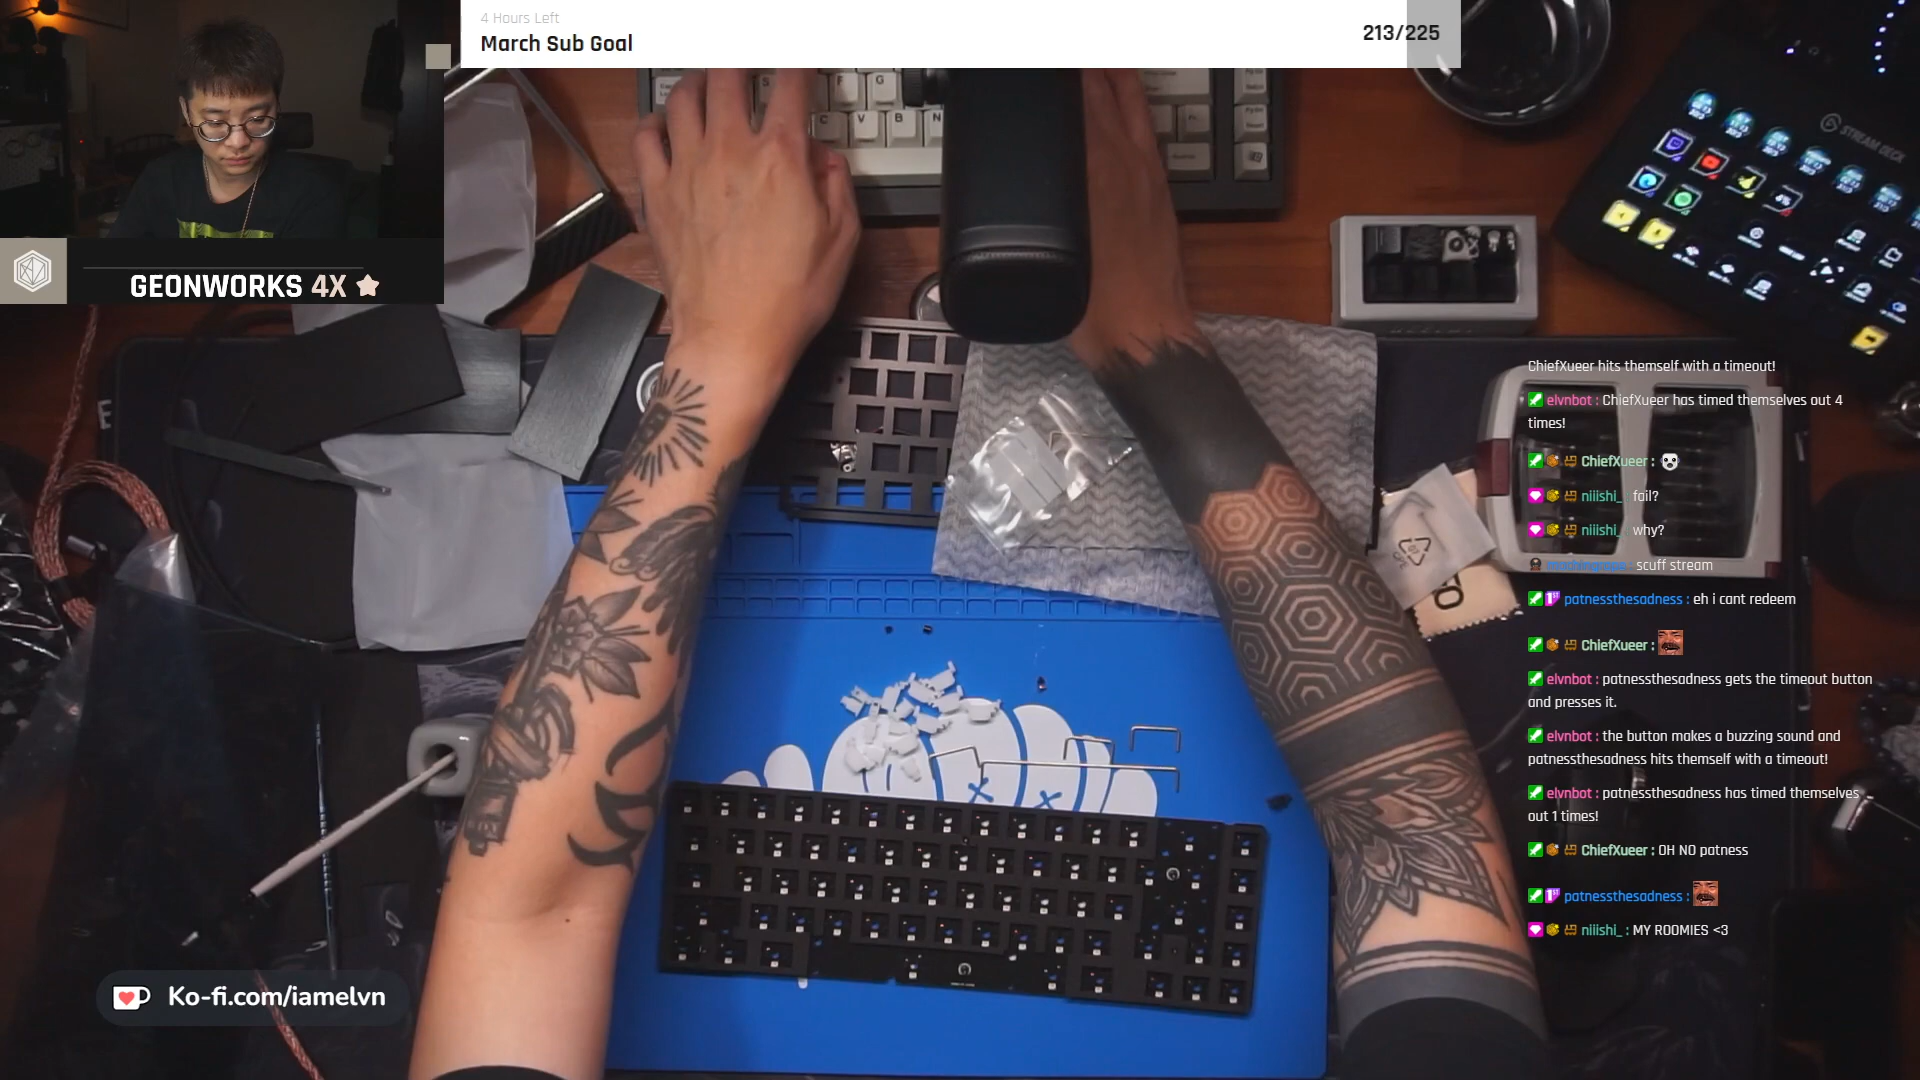 4 Hours Left
March Sub Goal
213/225
GEONWORKS 4X
STREAM DECK
S
F
G
C
V
B
N
ChiefXueer hits themself with a timeout!
elvnbot : ChiefXueer has timed themselves out 4
times!
ChiefXueer :
niiishi_ fail?
niiishi_ why?
scuff stream
patnessthesadness : eh i cant redeem
ChiefXueer :
elvnbot : patnessthesadness gets the timeout button
and presses it.
elvnbot : the button makes a buzzing sound and
patnessthesadness hits themself with a timeout!
elvnbot : patnessthesadness has timed themselves
out 1 times!
ChiefXueer : OH NO patness
patnessthesadness :
niiishi_ : MY ROOMIES <3
Ko-fi.com/iamelvn